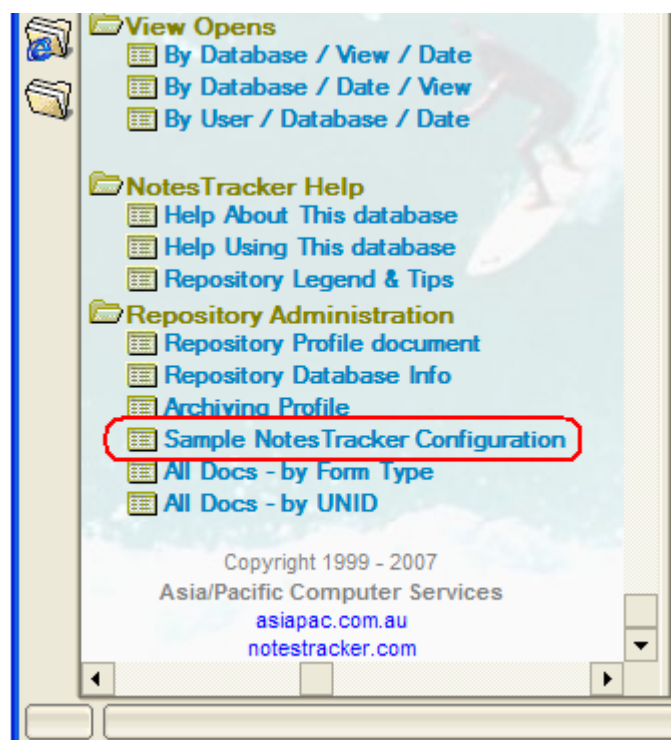 View Opens
By Database / View / Date
By Database / Date / View
By User / Database / Date
NotesTracker Help
Help About This database
Help Using This database
Repository Legend & Tips
Repository Administration
Repository Profile document
Repository Database Info
Archiving Profile
Sample NotesTracker Configuration
All Docs - by Form Type
All Docs - by UNID
Copyright 1999 - 2007
Asia/Pacific Computer Services
asiapac.com.au
notestracker.com